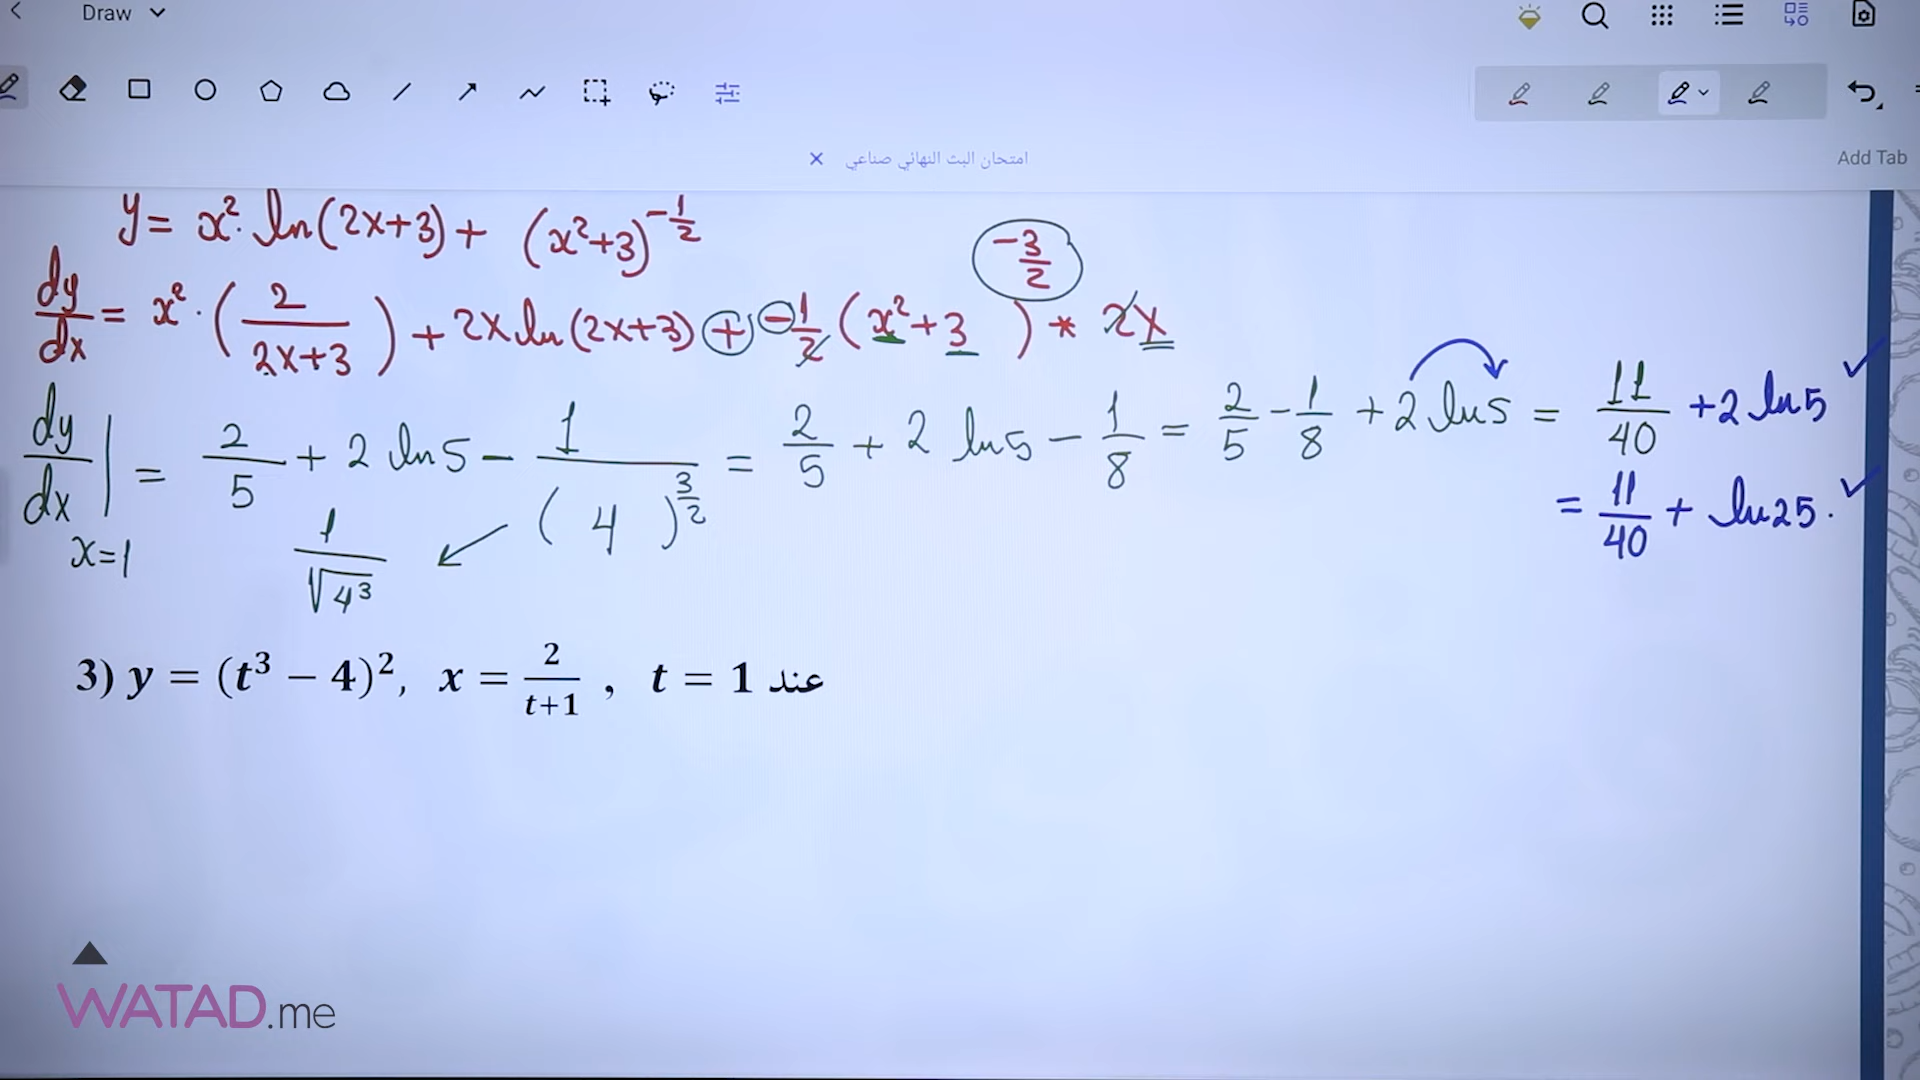 Draw
امتحان البث النهائي صناعي
Add Tab
y = x². ln(2x+3) + (x²+3)^(-1/2)
dy/dx = x². (2/(2x+3)) + 2x ln(2x+3) + -1/2 (x²+3)^(-3/2) * 2x
dy/dx | x=1 = 2/5 + 2 ln5 - 1/(4)^(3/2) = 2/5 + 2 ln5 - 1/8 = 2/5 - 1/8 + 2 ln5 = 11/40 + 2 ln5 ✓
= 11/40 + ln25. ✓
1/√4³
3) y = (t³ − 4)², x = 2/(t+1) , t = 1 عند
WATAD.me